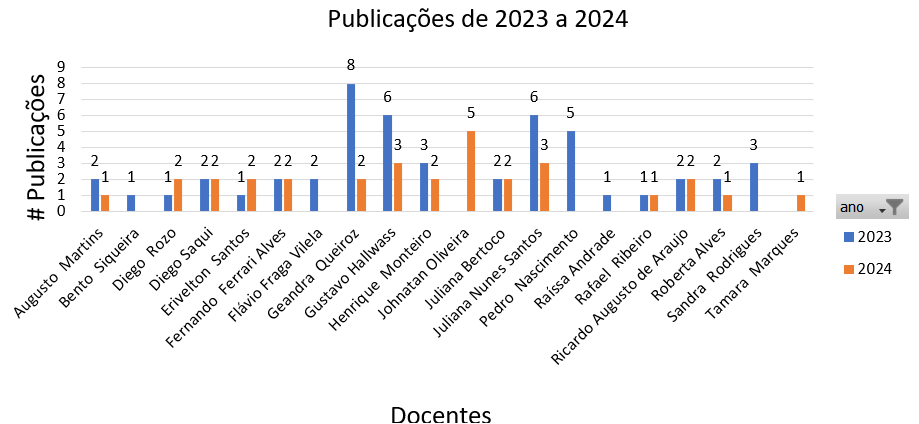 Publicações de 2023 a 2024
# Publicações
9
8
7
6
5
4
3
2
1
0
2 1 1 1 2 2 2 1 2 2 2 2 8 2 6 3 3 2 5 2 2 6 3 5 1 1 1 2 2 2 1 3 1
Augusto Martins
Bento Siqueira
Diego Rozo
Diego Saqui
Erivelton Santos
Fernando Ferrari Alves
Flávio Fraga Vilela
Geandra Queiroz
Gustavo Hallwass
Henrique Monteiro
Johnatan Oliveira
Juliana Bertoco
Juliana Nunes Santos
Pedro Nascimento
Raíssa Andrade
Rafael Ribeiro
Ricardo Augusto de Araujo
Roberta Alves
Sandra Rodrigues
Tamara Marques
Docentes
ano
2023
2024